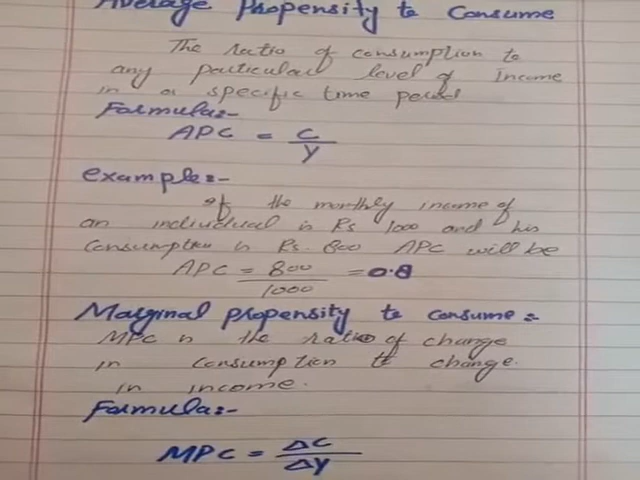 Average Propensity to Consume
The ratio of consumption to
any particular level of income
in a specific time period
Formula:-
APC = C
Y
Example:-
If the monthly income of
an individual is Rs 1000 and his
Consumption is Rs. 800 APC will be
APC = 800 = 0.8
1000
Marginal propensity to consume:-
MPC is the ratio of change
in consumption to change
in income.
Formula:-
MPC = ΔC
ΔY